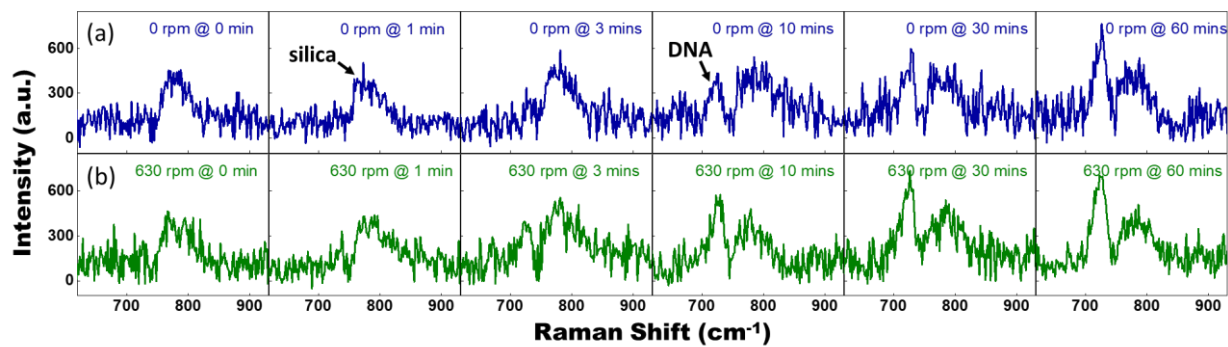 (a) 0 rpm @ 0 min 0 rpm @ 1 min 0 rpm @ 3 mins 0 rpm @ 10 mins 0 rpm @ 30 mins 0 rpm @ 60 mins
silica DNA
600
300
0
(b) 630 rpm @ 0 min 630 rpm @ 1 min 630 rpm @ 3 mins 630 rpm @ 10 mins 630 rpm @ 30 mins 630 rpm @ 60 mins
600
300
0
Intensity (a.u.)
700 800 900 700 800 900 700 800 900 700 800 900 700 800 900 700 800 900
Raman Shift (cm⁻¹)